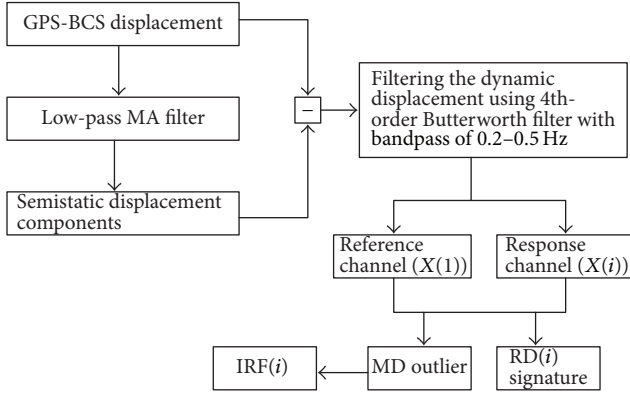 GPS-BCS displacement
Low-pass MA filter
Semistatic displacement
components
−
Filtering the dynamic
displacement using 4th-
order Butterworth filter with
bandpass of 0.2–0.5 Hz
Reference
channel (X(1))
Response
channel (X(i))
IRF(i)
MD outlier
RD(i)
signature